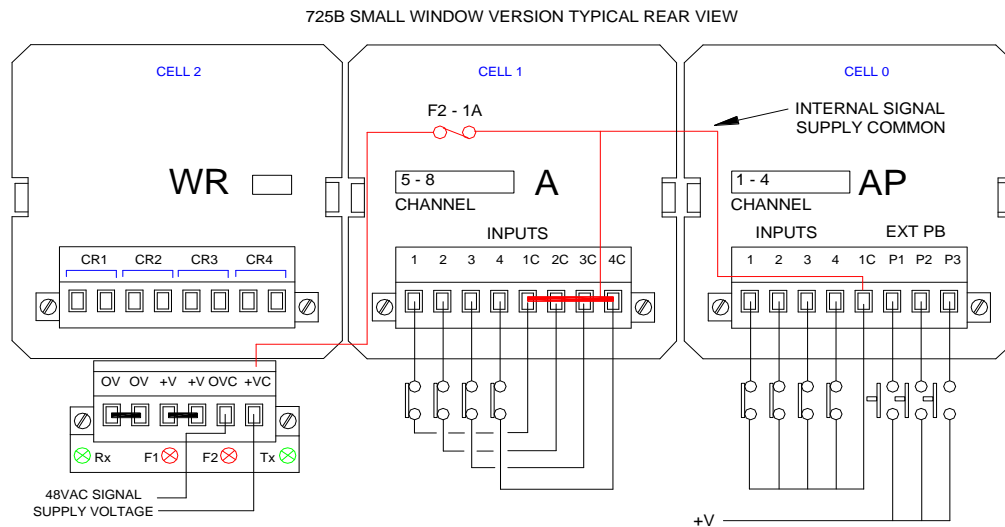 725B SMALL WINDOW VERSION TYPICAL REAR VIEW
CELL 2
CELL 1
CELL 0
F2 - 1A
INTERNAL SIGNAL
SUPPLY COMMON
WR
5 - 8
A
CHANNEL
1 - 4
AP
CHANNEL
INPUTS
INPUTS
EXT PB
CR1 CR2 CR3 CR4
1 2 3 4 1C 2C 3C 4C
1 2 3 4 1C P1 P2 P3
OV OV +V +V OVC +VC
Rx F1 F2 Tx
48VAC SIGNAL
SUPPLY VOLTAGE
+V